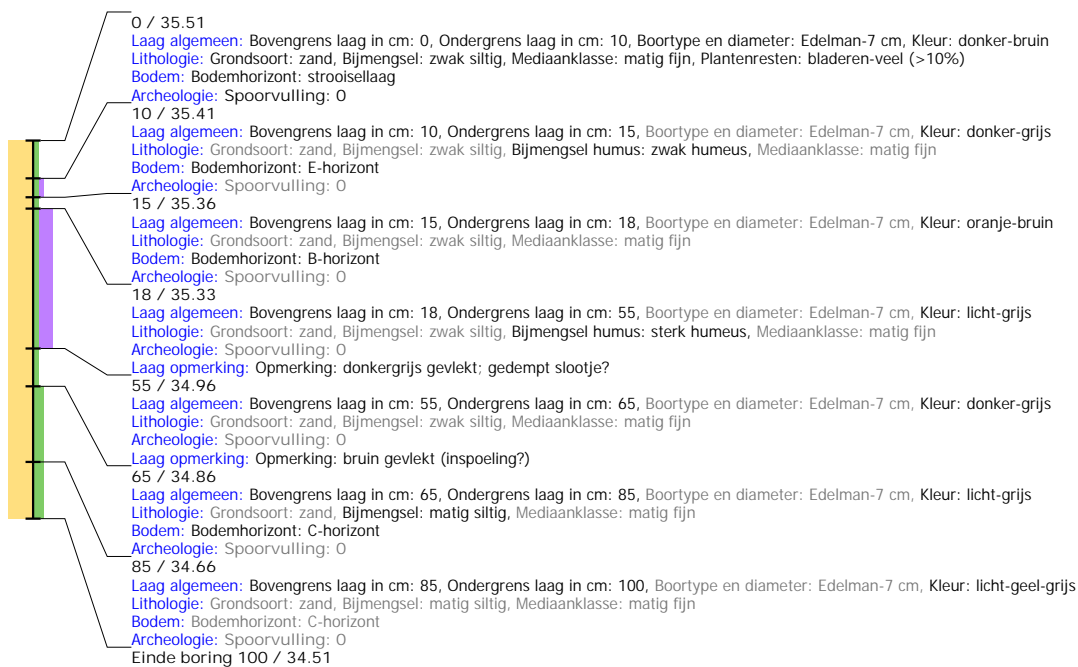 0 / 35.51
Laag algemeen: Bovengrens laag in cm: 0, Ondergrens laag in cm: 10, Boortype en diameter: Edelman-7 cm, Kleur: donker-bruin
Lithologie: Grondsoort: zand, Bijmengsel: zwak siltig, Mediaanklasse: matig fijn, Plantenresten: bladeren-veel (>10%)
Bodem: Bodemhorizont: strooisellaag
Archeologie: Spoorvulling: 0
10 / 35.41
Laag algemeen: Bovengrens laag in cm: 10, Ondergrens laag in cm: 15, Boortype en diameter: Edelman-7 cm, Kleur: donker-grijs
Lithologie: Grondsoort: zand, Bijmengsel: zwak siltig, Bijmengsel humus: zwak humeus, Mediaanklasse: matig fijn
Bodem: Bodemhorizont: E-horizont
Archeologie: Spoorvulling: 0
15 / 35.36
Laag algemeen: Bovengrens laag in cm: 15, Ondergrens laag in cm: 18, Boortype en diameter: Edelman-7 cm, Kleur: oranje-bruin
Lithologie: Grondsoort: zand, Bijmengsel: zwak siltig, Mediaanklasse: matig fijn
Bodem: Bodemhorizont: B-horizont
Archeologie: Spoorvulling: 0
18 / 35.33
Laag algemeen: Bovengrens laag in cm: 18, Ondergrens laag in cm: 55, Boortype en diameter: Edelman-7 cm, Kleur: licht-grijs
Lithologie: Grondsoort: zand, Bijmengsel: zwak siltig, Bijmengsel humus: sterk humeus, Mediaanklasse: matig fijn
Archeologie: Spoorvulling: 0
Laag opmerking: Opmerking: donkergrijs gevlekt; gedempt slootje?
55 / 34.96
Laag algemeen: Bovengrens laag in cm: 55, Ondergrens laag in cm: 65, Boortype en diameter: Edelman-7 cm, Kleur: donker-grijs
Lithologie: Grondsoort: zand, Bijmengsel: zwak siltig, Mediaanklasse: matig fijn
Archeologie: Spoorvulling: 0
Laag opmerking: Opmerking: bruin gevlekt (inspoeling?)
65 / 34.86
Laag algemeen: Bovengrens laag in cm: 65, Ondergrens laag in cm: 85, Boortype en diameter: Edelman-7 cm, Kleur: licht-grijs
Lithologie: Grondsoort: zand, Bijmengsel: matig siltig, Mediaanklasse: matig fijn
Bodem: Bodemhorizont: C-horizont
Archeologie: Spoorvulling: 0
85 / 34.66
Laag algemeen: Bovengrens laag in cm: 85, Ondergrens laag in cm: 100, Boortype en diameter: Edelman-7 cm, Kleur: licht-geel-grijs
Lithologie: Grondsoort: zand, Bijmengsel: matig siltig, Mediaanklasse: matig fijn
Bodem: Bodemhorizont: C-horizont
Archeologie: Spoorvulling: 0
Einde boring 100 / 34.51